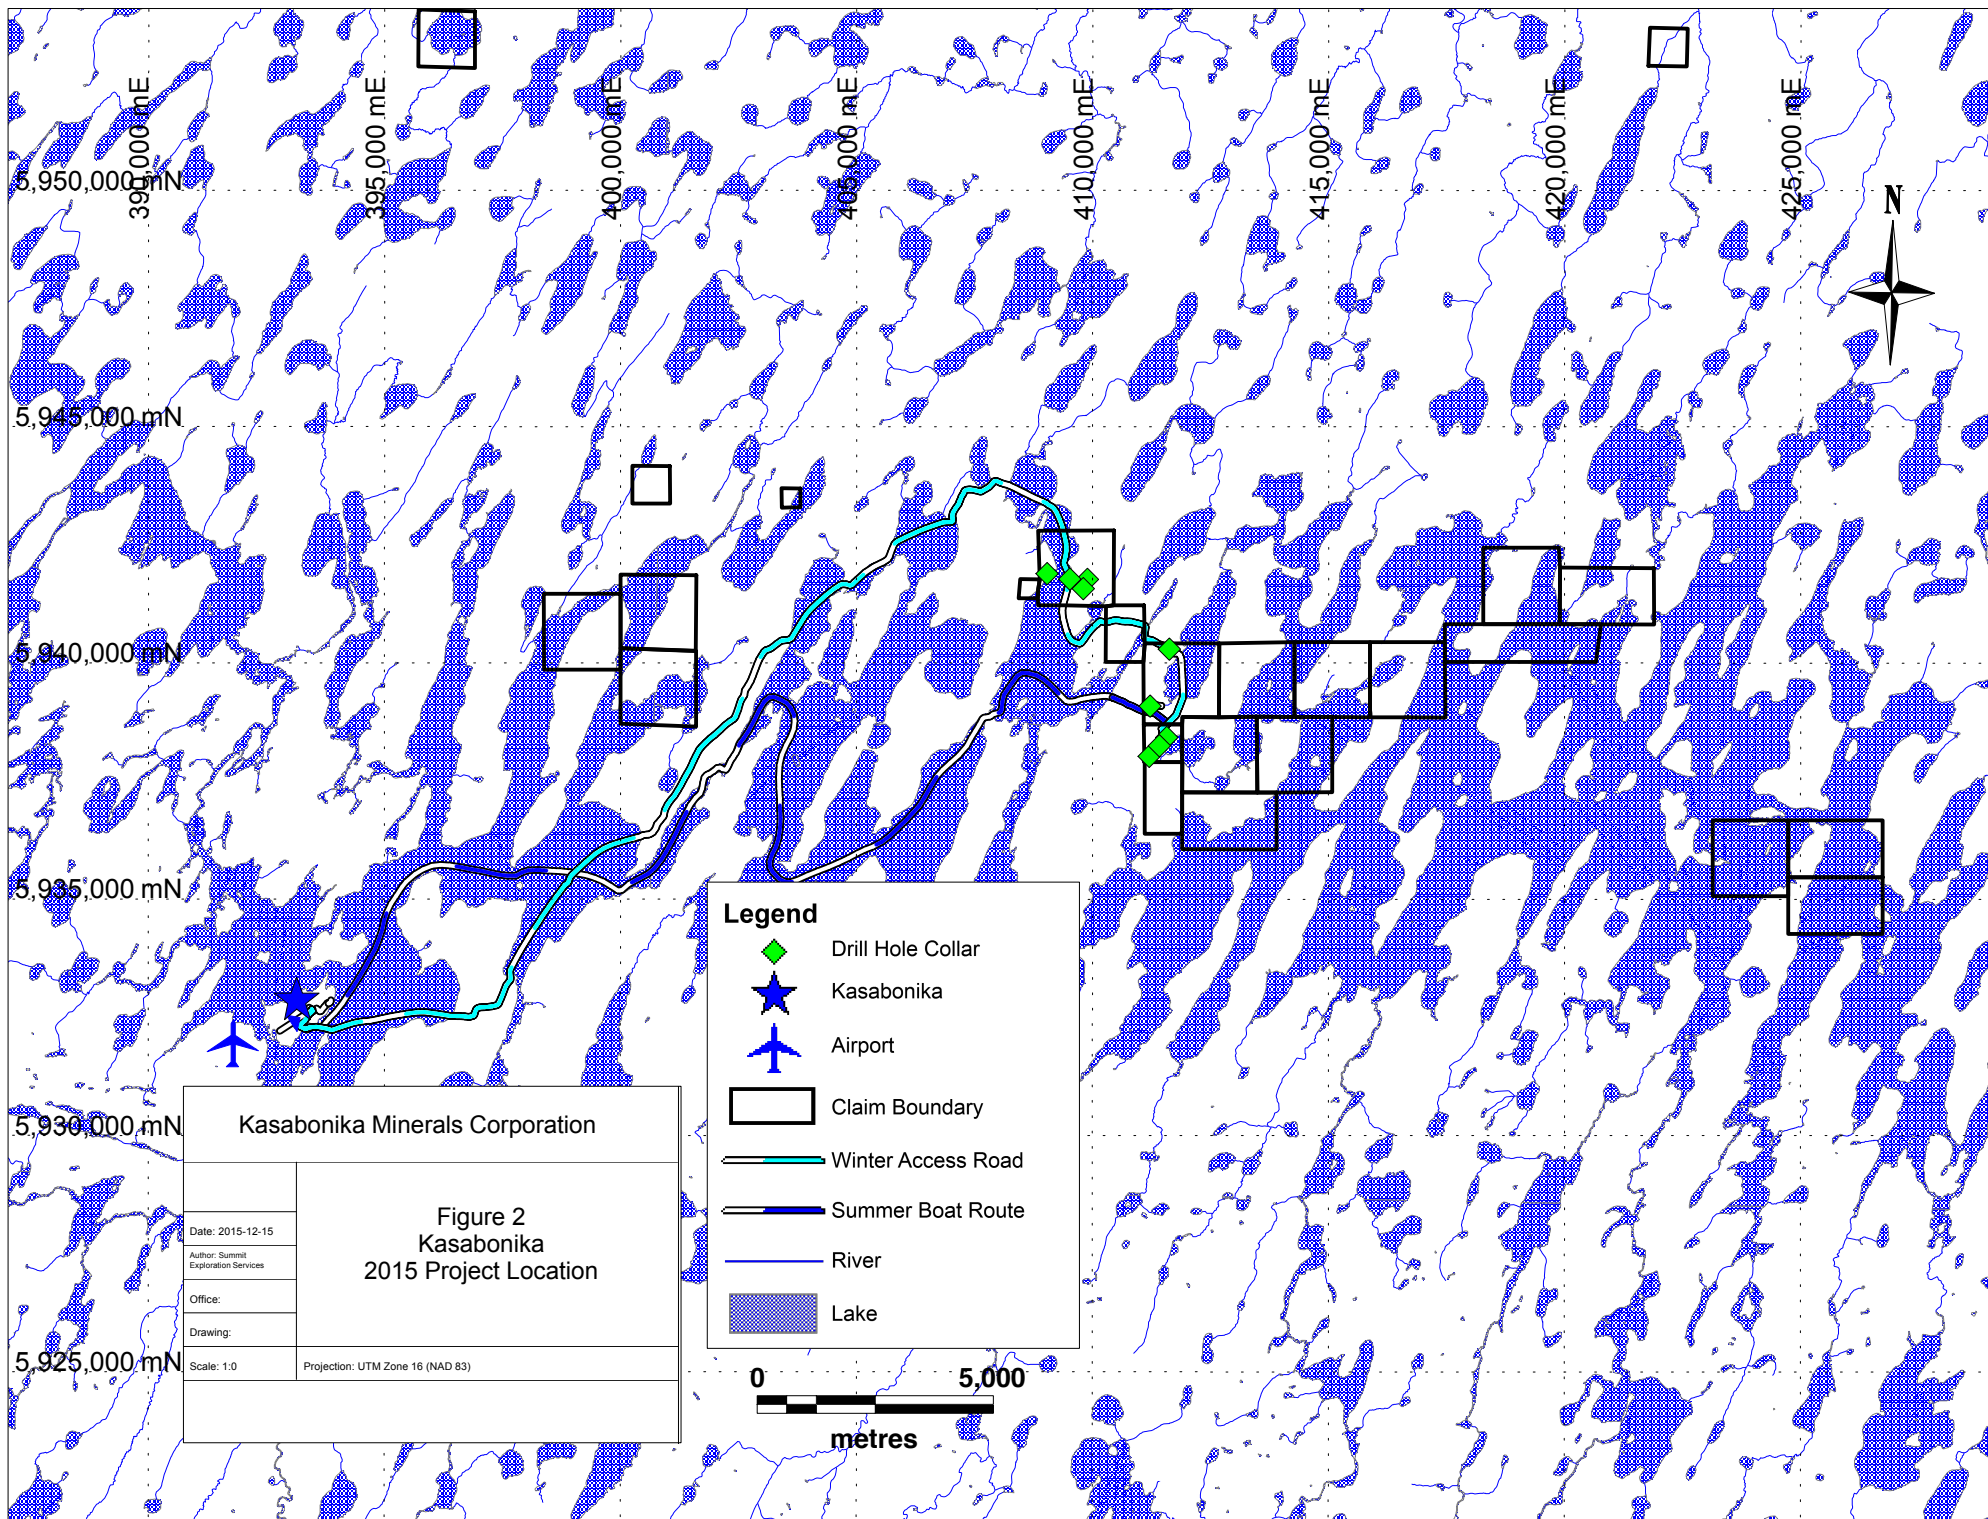 390,000 mE
395,000 mE
400,000 mE
405,000 mE
410,000 mE
415,000 mE
420,000 mE
425,000 mE
5,950,000 mN
N
5,945,000 mN
5,940,000 mN
5,935,000 mN
5,930,000 mN
5,925,000 mN
Legend
Drill Hole Collar
Kasabonika
Airport
Claim Boundary
Winter Access Road
Summer Boat Route
River
Lake
Kasabonika Minerals Corporation
Date: 2015-12-15
Author: Summit
Exploration Services
Office:
Drawing:
Scale: 1:0
Figure 2
Kasabonika
2015 Project Location
Projection: UTM Zone 16 (NAD 83)
0 5,000
metres